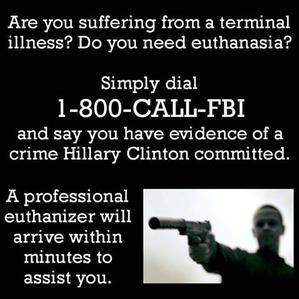 Are you suffering from a terminal
illness? Do you need euthanasia?
Simply dial
1-800-CALL-FBI
and say you have evidence of a
crime Hillary Clinton committed.
A professional
euthanizer will
arrive within
minutes to
assist you.